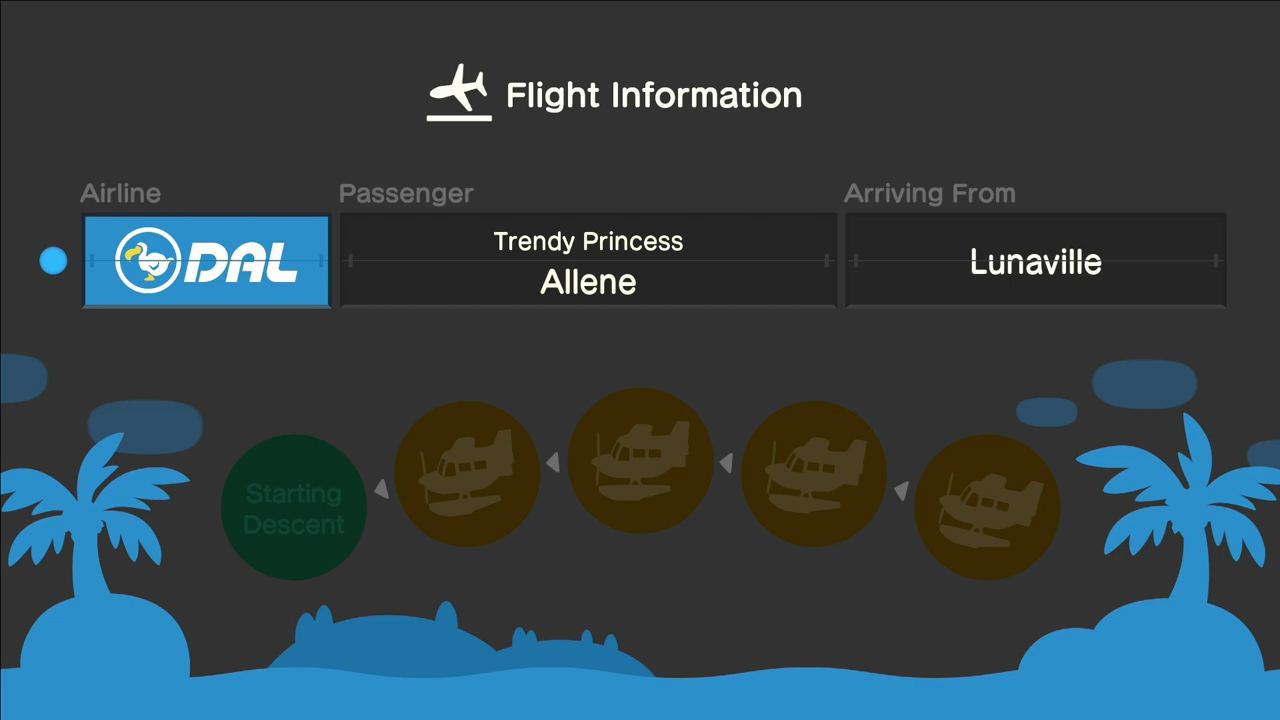 Flight Information
Airline
Passenger
Arriving From
DAL
Trendy Princess
Allene
Lunaville
Starting
Descent